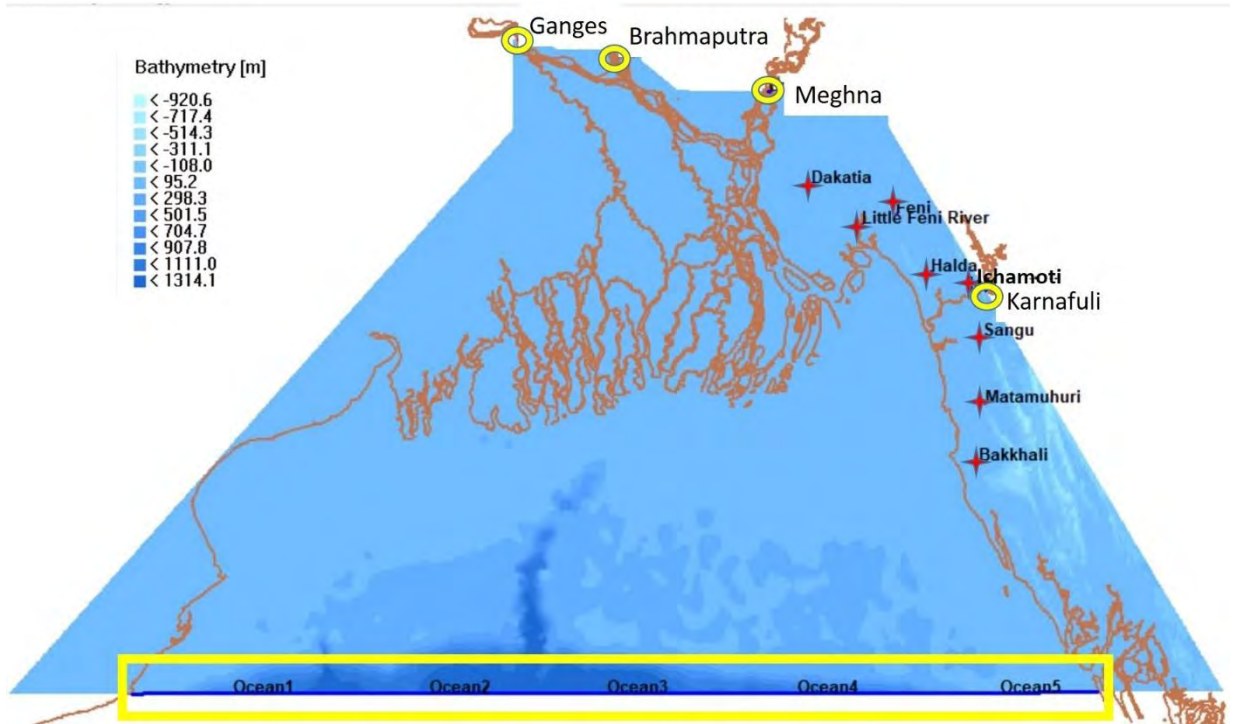 Ganges
Brahmaputra
Meghna
Bathymetry [m]
< -920.6
< -717.4
< -514.3
< -311.1
< -108.0
< 95.2
< 298.3
< 501.5
< 704.7
< 907.8
< 1111.0
< 1314.1
Dakatia
Feni
Little Feni River
Halda
Ichamoti
Karnafuli
Sangu
Matamuhuri
Bakkhali
Ocean1 Ocean2 Ocean3 Ocean4 Ocean5